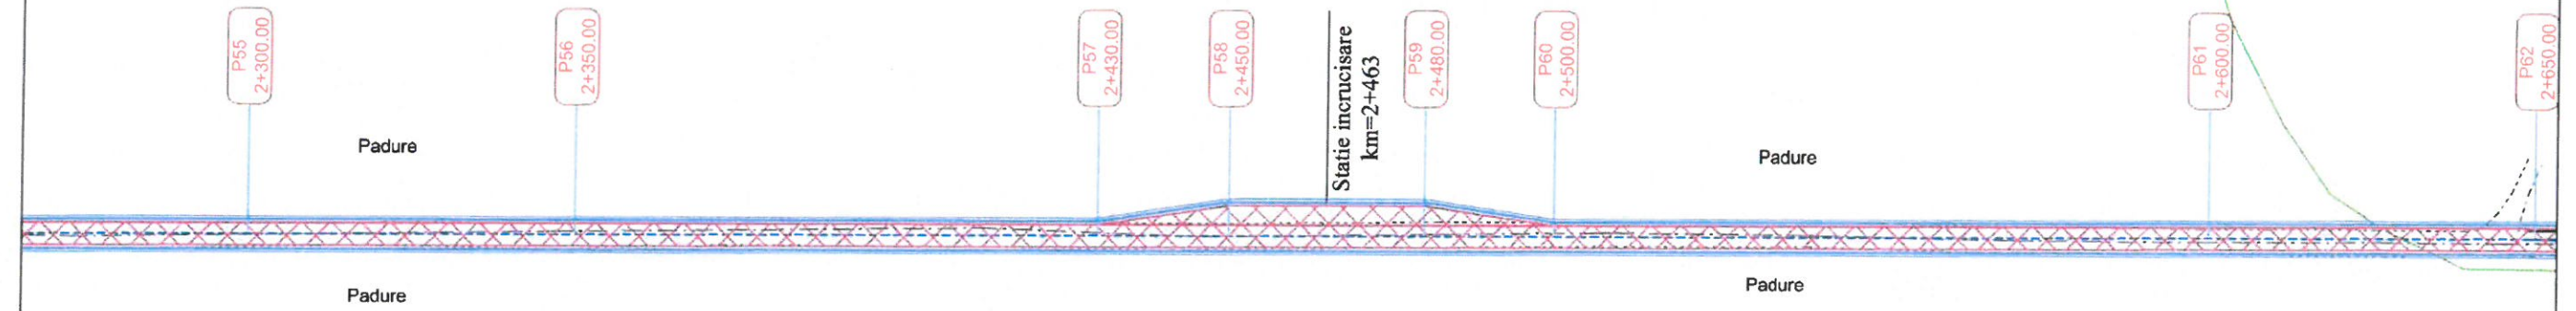 P55
2+300.00
P56
2+350.00
P57
2+430.00
P58
2+450.00
Statie incrucisare
km=2+463
P59
2+480.00
P60
2+500.00
P61
2+600.00
P62
2+650.00
Padure
Padure
Padure
Padure